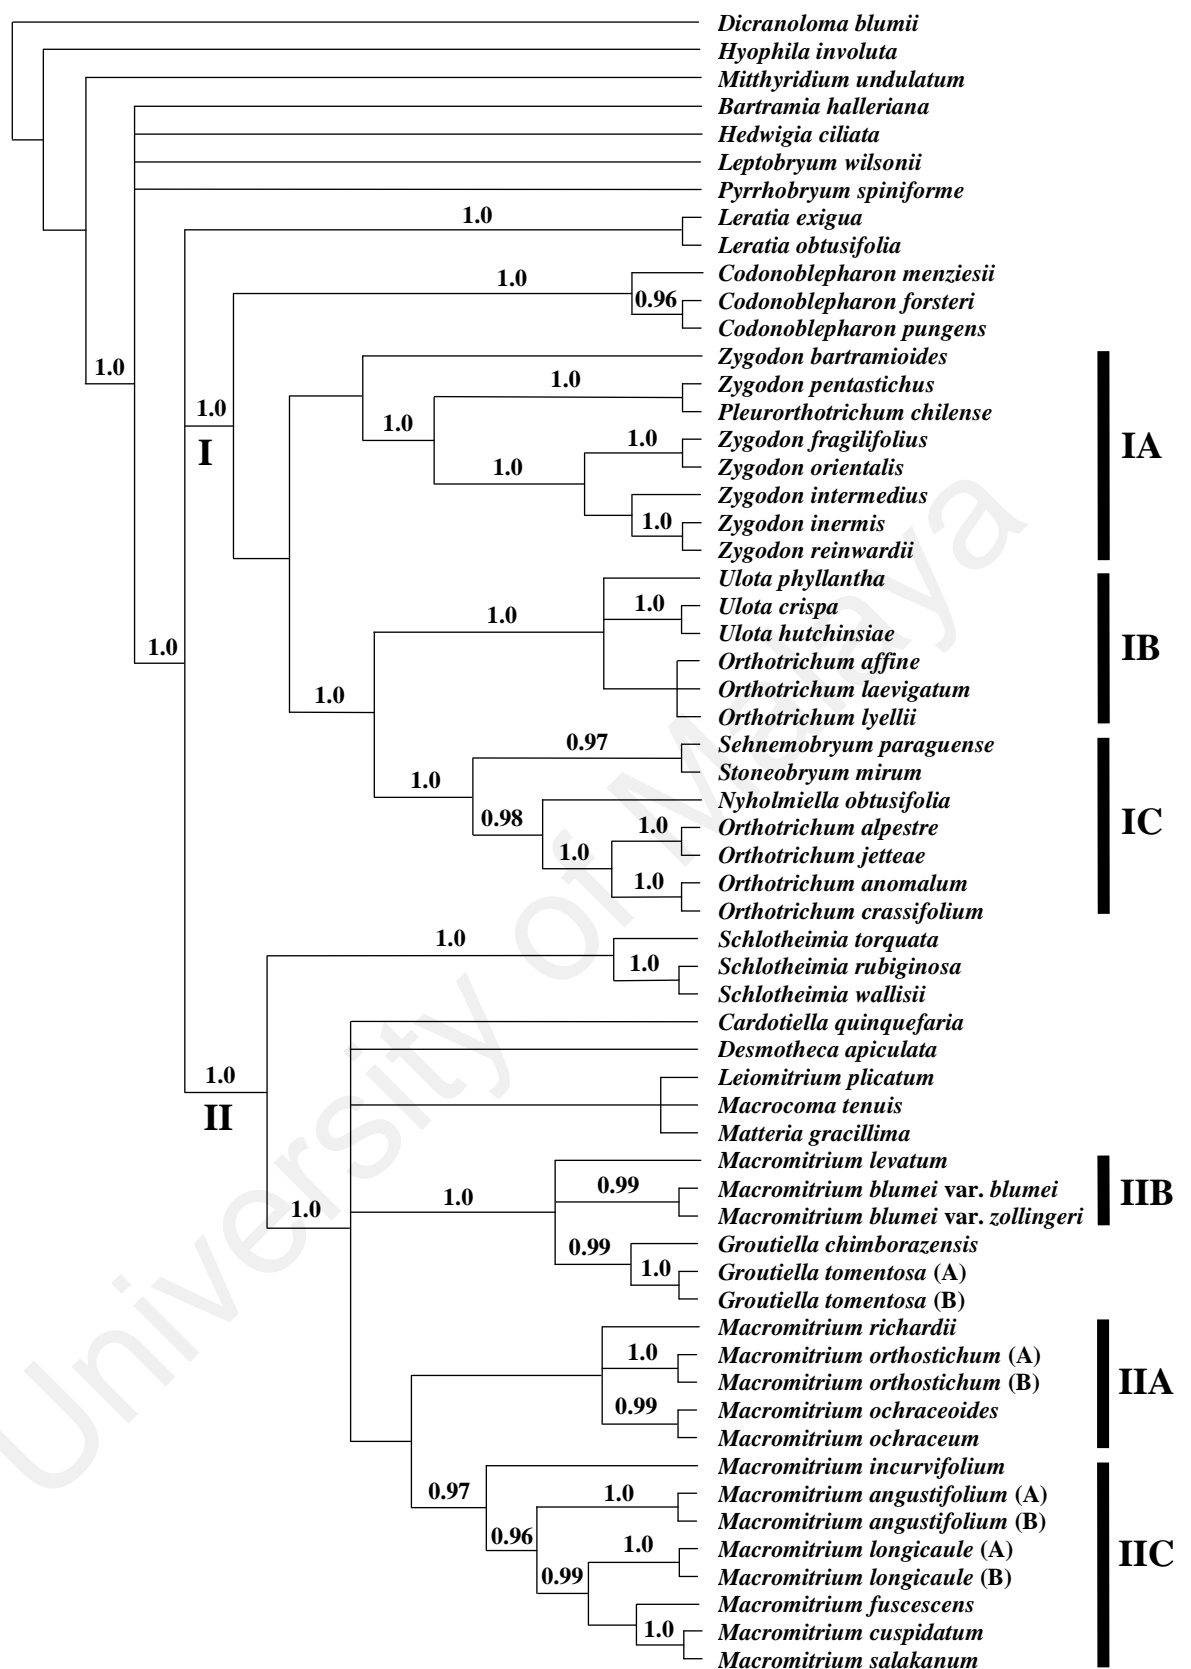 Dicranoloma blumii
Hyophila involuta
Mitthyridium undulatum
Bartramia halleriana
Hedwigia ciliata
Leptobryum wilsonii
Pyrrhobryum spiniforme
1.0
Leratia exigua
Leratia obtusifolia
1.0
Codonoblepharon menziesii
0.96
Codonoblepharon forsteri
Codonoblepharon pungens
1.0
Zygodon bartramioides
1.0
Zygodon pentastichus
1.0
I
Pleurorthotrichum chilense
1.0
1.0
Zygodon fragilifolius
IA
1.0
Zygodon orientalis
Zygodon intermedius
1.0
Zygodon inermis
Zygodon reinwardii
Ulota phyllantha
1.0
1.0
Ulota crispa
Ulota hutchinsiae
1.0
IB
Orthotrichum affine
1.0
Orthotrichum laevigatum
Orthotrichum lyellii
0.97
Sehnemobryum paraguense
1.0
Stoneobryum mirum
0.98
Nyholmiella obtusifolia
IC
1.0
Orthotrichum alpestre
1.0
Orthotrichum jetteae
1.0
Orthotrichum anomalum
Orthotrichum crassifolium
1.0
Schlotheimia torquata
1.0
Schlotheimia rubiginosa
Schlotheimia wallisii
Cardotiella quinquefaria
Desmotheca apiculata
1.0
II
Leiomitrium plicatum
Macrocoma tenuis
Matteria gracillima
Macromitrium levatum
1.0
1.0
0.99
Macromitrium blumei var. blumei
IIB
Macromitrium blumei var. zollingeri
0.99
Groutiella chimborazensis
1.0
Groutiella tomentosa (A)
Groutiella tomentosa (B)
Macromitrium richardii
1.0
Macromitrium orthostichum (A)
Macromitrium orthostichum (B)
IIA
0.99
Macromitrium ochraceoides
Macromitrium ochraceum
Macromitrium incurvifolium
0.97
1.0
Macromitrium angustifolium (A)
Macromitrium angustifolium (B)
0.96
1.0
Macromitrium longicaule (A)
IIC
0.99
Macromitrium longicaule (B)
Macromitrium fuscescens
1.0
Macromitrium cuspidatum
Macromitrium salakanum
University of Malaya